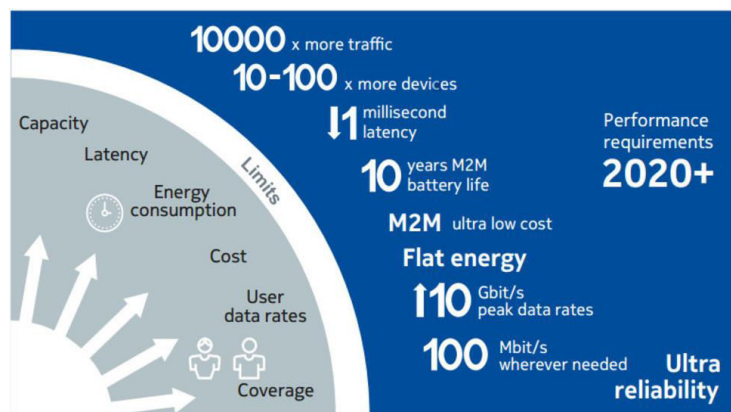 10000 x more traffic
10-100 x more devices
1 millisecond
latency
10 years M2M
battery life
M2M ultra low cost
Flat energy
10 Gbit/s
peak data rates
100 Mbit/s
wherever needed
Ultra
reliability
Performance
requirements
2020+
Limits
Capacity
Latency
Energy
consumption
Cost
User
data rates
Coverage